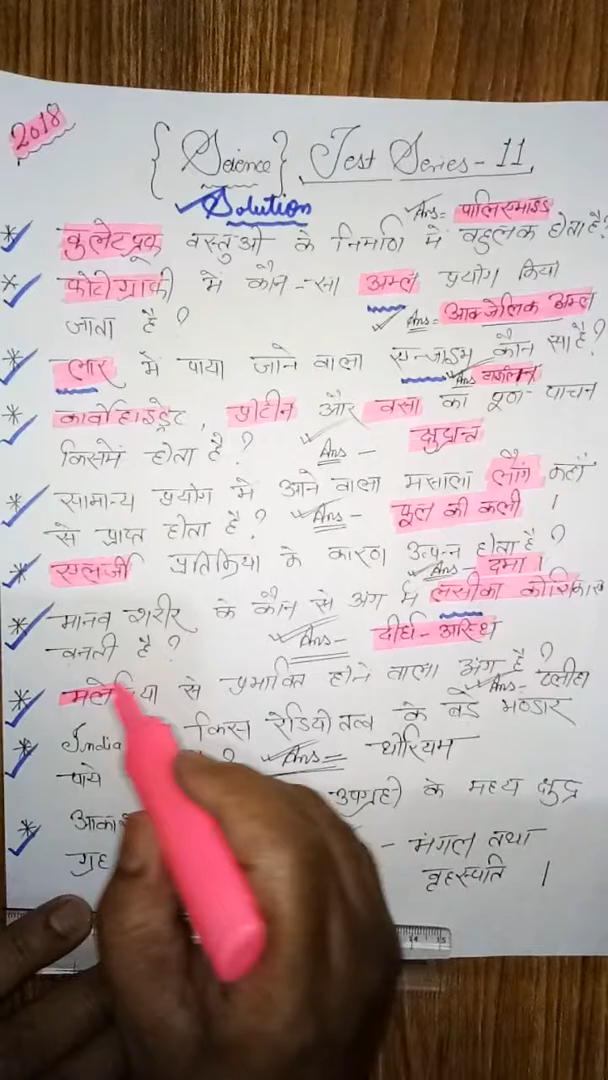 2018
{ Science } Test Series - 11
Solution
Ans= पालिएमाइड
* बुलेटप्रूव वस्तुओ के निर्माण में बहुलक होता है?
* फोटोग्राफी में कौन-सा अम्ल प्रयोग किया
जाता है ? Ans= आक्जेलिक अम्ल
* लार में पाया जाने वाला एन्जाइम कौन सा है?
Ans
* कार्बोहाइड्रेट, प्रोटीन और वसा का पूर्ण पाचन
किसमें होता है? Ans - क्षुद्रान्त्र
* सामान्य प्रयोग में आने वाला मसाला लौंग कहाँ
से प्राप्त होता है? Ans- फूल की कली ।
* एलर्जी प्रतिक्रिया के कारण उत्पन्न होता है ?
Ans- दमा।
* मानव शरीर के कौन से अंग में लसीका कोशिकाएं
बनती है? Ans- दीर्घ-अस्थि
* मलेरिया से प्रभावित होने वाला अंग है ?
Ans- प्लीहा
* India किस रेडियो तत्व के बड़े भण्डार
पाये ? Ans= थोरियम
* उपग्रहो के मध्य क्षुद्र
ग्रह - मंगल तथा
वृहस्पति ।
14 15